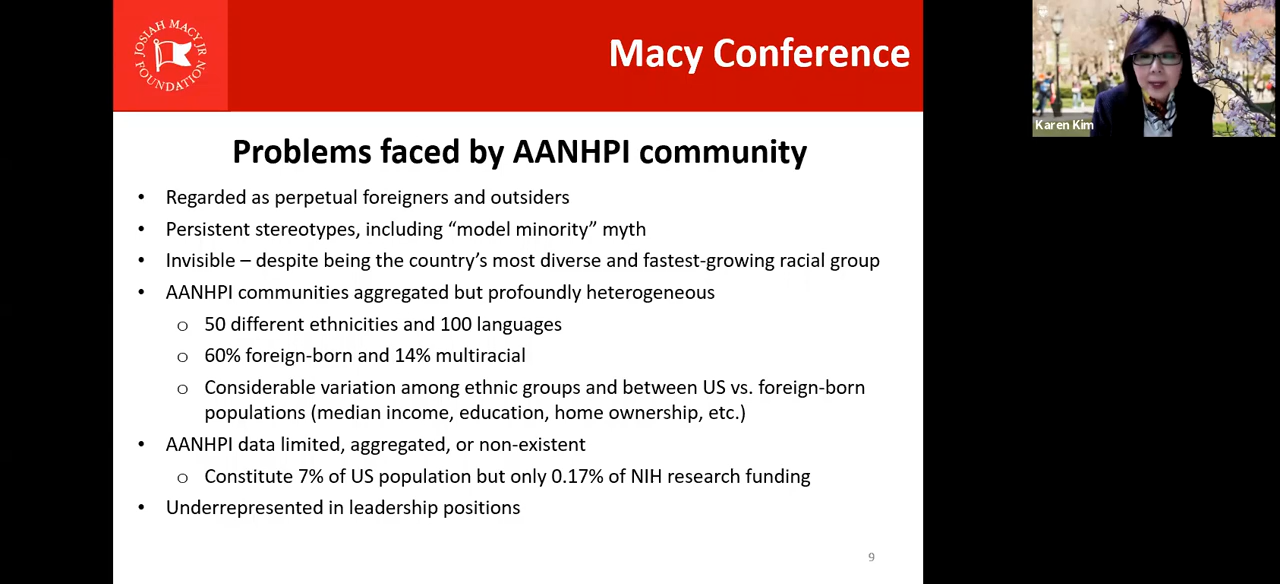 JOSIAH MACY JR
FOUNDATION
Macy Conference
Karen Kim
Problems faced by AANHPI community
• Regarded as perpetual foreigners and outsiders
• Persistent stereotypes, including “model minority” myth
• Invisible – despite being the country’s most diverse and fastest-growing racial group
• AANHPI communities aggregated but profoundly heterogeneous
o 50 different ethnicities and 100 languages
o 60% foreign-born and 14% multiracial
o Considerable variation among ethnic groups and between US vs. foreign-born
populations (median income, education, home ownership, etc.)
• AANHPI data limited, aggregated, or non-existent
o Constitute 7% of US population but only 0.17% of NIH research funding
• Underrepresented in leadership positions
9